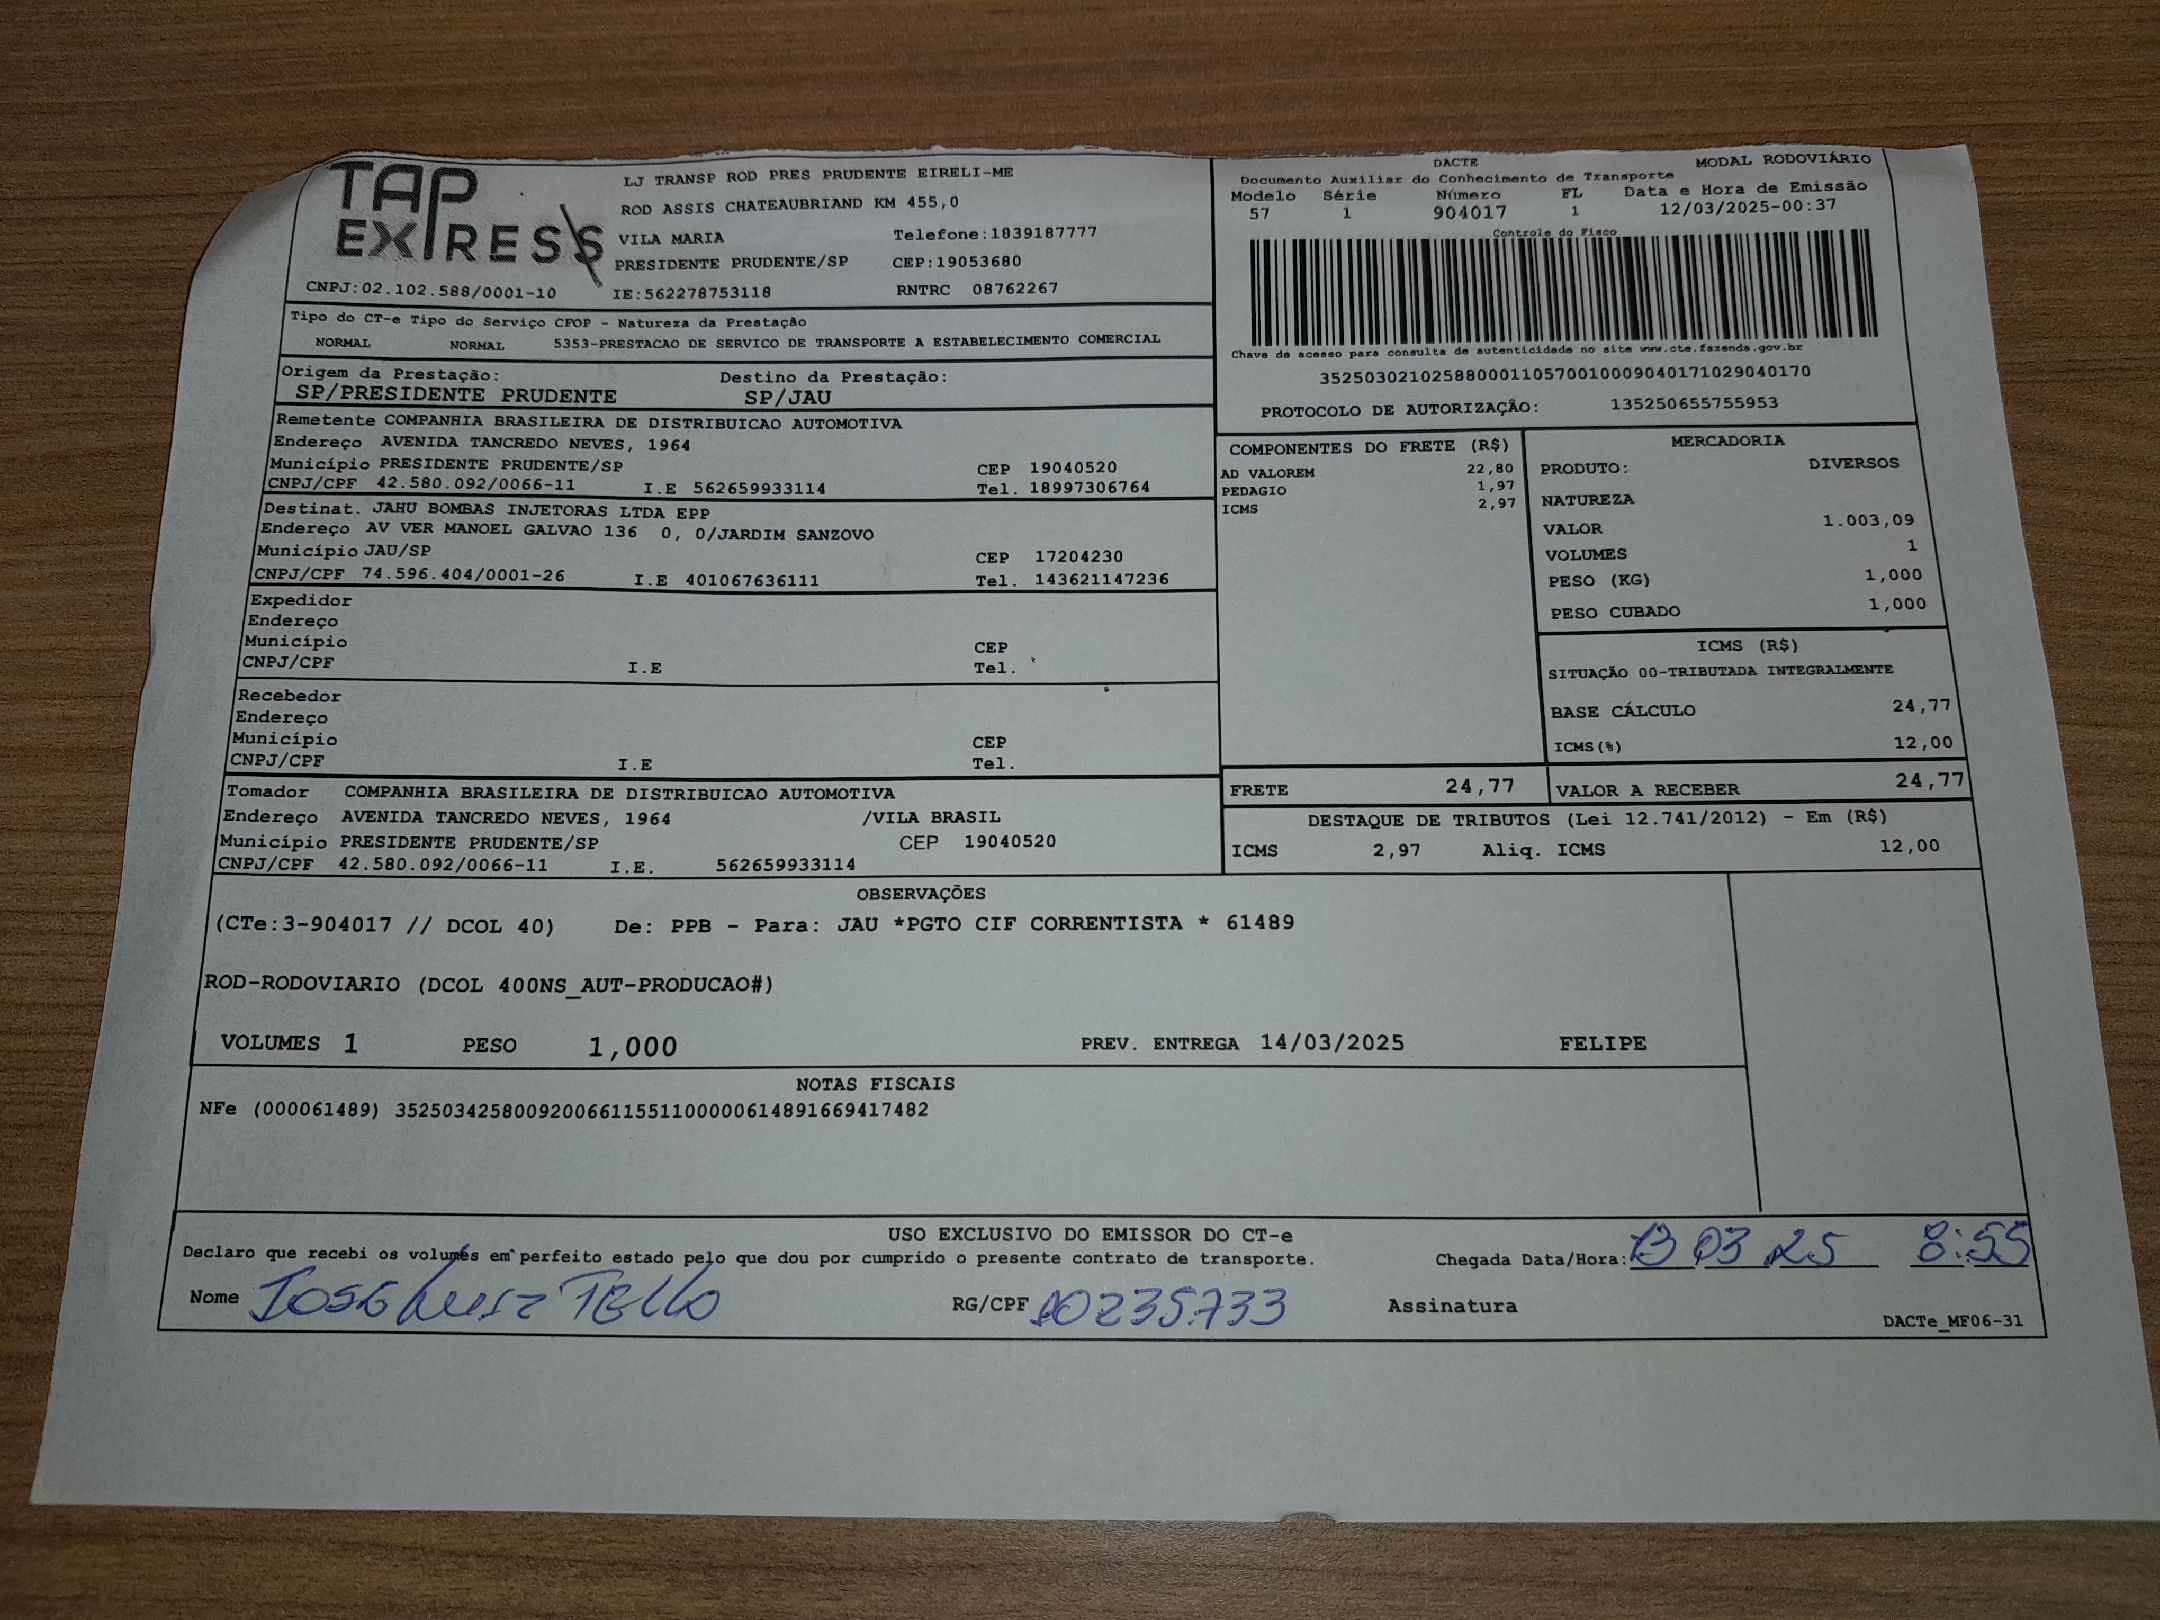 TAP EXPRESS
LJ TRANSP ROD PRES PRUDENTE EIRELI-ME
ROD ASSIS CHATEAUBRIAND KM 455,0
VILA MARIA Telefone:1839187777
PRESIDENTE PRUDENTE/SP CEP:19053680
CNPJ:02.102.588/0001-10 IE:562278753118 RNTRC 08762267
DACTE MODAL RODOVIÁRIO
Documento Auxiliar do Conhecimento de Transporte
Modelo Série Número FL Data e Hora de Emissão
57 1 904017 1 12/03/2025-00:37
Controle do Fisco
Chave de acesso para consulta de autenticidade no site www.cte.fazenda.gov.br
35250302102588000110570010009040171029040170
PROTOCOLO DE AUTORIZAÇÃO: 135250655755953
Tipo do CT-e Tipo do Serviço CFOP - Natureza da Prestação
NORMAL NORMAL 5353-PRESTACAO DE SERVICO DE TRANSPORTE A ESTABELECIMENTO COMERCIAL
Origem da Prestação: Destino da Prestação:
SP/PRESIDENTE PRUDENTE SP/JAU
Remetente COMPANHIA BRASILEIRA DE DISTRIBUICAO AUTOMOTIVA
Endereço AVENIDA TANCREDO NEVES, 1964
Município PRESIDENTE PRUDENTE/SP CEP 19040520
CNPJ/CPF 42.580.092/0066-11 I.E 562659933114 Tel. 18997306764
Destinat. JAHU BOMBAS INJETORAS LTDA EPP
Endereço AV VER MANOEL GALVAO 136 0, 0/JARDIM SANZOVO
Município JAU/SP CEP 17204230
CNPJ/CPF 74.596.404/0001-26 I.E 401067636111 Tel. 143621147236
Expedidor
Endereço
Município CEP
CNPJ/CPF I.E Tel.
Recebedor
Endereço
Município CEP
CNPJ/CPF I.E Tel.
Tomador COMPANHIA BRASILEIRA DE DISTRIBUICAO AUTOMOTIVA
Endereço AVENIDA TANCREDO NEVES, 1964 /VILA BRASIL
Município PRESIDENTE PRUDENTE/SP CEP 19040520
CNPJ/CPF 42.580.092/0066-11 I.E. 562659933114
COMPONENTES DO FRETE (R$)
AD VALOREM 22,80
PEDAGIO 1,97
ICMS 2,97
MERCADORIA
PRODUTO: DIVERSOS
NATUREZA
VALOR 1.003,09
VOLUMES 1
PESO (KG) 1,000
PESO CUBADO 1,000
ICMS (R$)
SITUAÇÃO 00-TRIBUTADA INTEGRALMENTE
BASE CÁLCULO 24,77
ICMS(%) 12,00
FRETE 24,77 VALOR A RECEBER 24,77
DESTAQUE DE TRIBUTOS (Lei 12.741/2012) - Em (R$)
ICMS 2,97 Aliq. ICMS 12,00
OBSERVAÇÕES
(CTe:3-904017 // DCOL 40) De: PPB - Para: JAU *PGTO CIF CORRENTISTA * 61489
ROD-RODOVIARIO (DCOL 400NS_AUT-PRODUCAO#)
VOLUMES 1 PESO 1,000 PREV. ENTREGA 14/03/2025 FELIPE
NOTAS FISCAIS
NFe (000061489) 35250342580092006611551100000614891669417482
USO EXCLUSIVO DO EMISSOR DO CT-e
Declaro que recebi os volumes em perfeito estado pelo que dou por cumprido o presente contrato de transporte. Chegada Data/Hora: 13 03 25 8:55
Nome JOSE Luiz TELLO RG/CPF 10235.733 Assinatura
DACTe_MF06-31